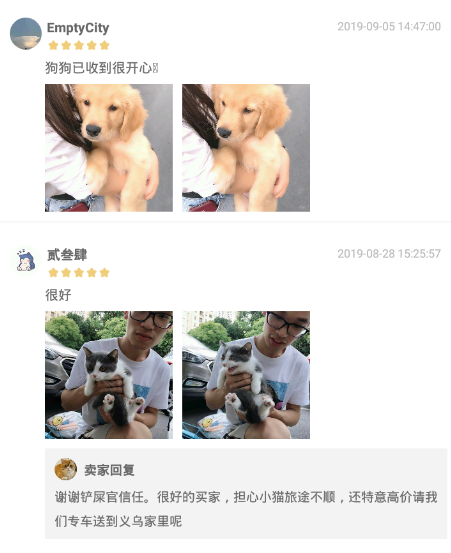 EmptyCity
2019-09-05 14:47:00
狗狗已收到很开心
贰叁肆
2019-08-28 15:25:57
很好
卖家回复
谢谢铲屎官信任。很好的买家，担心小猫旅途不顺，还特意高价请我
们专车送到义乌家里呢